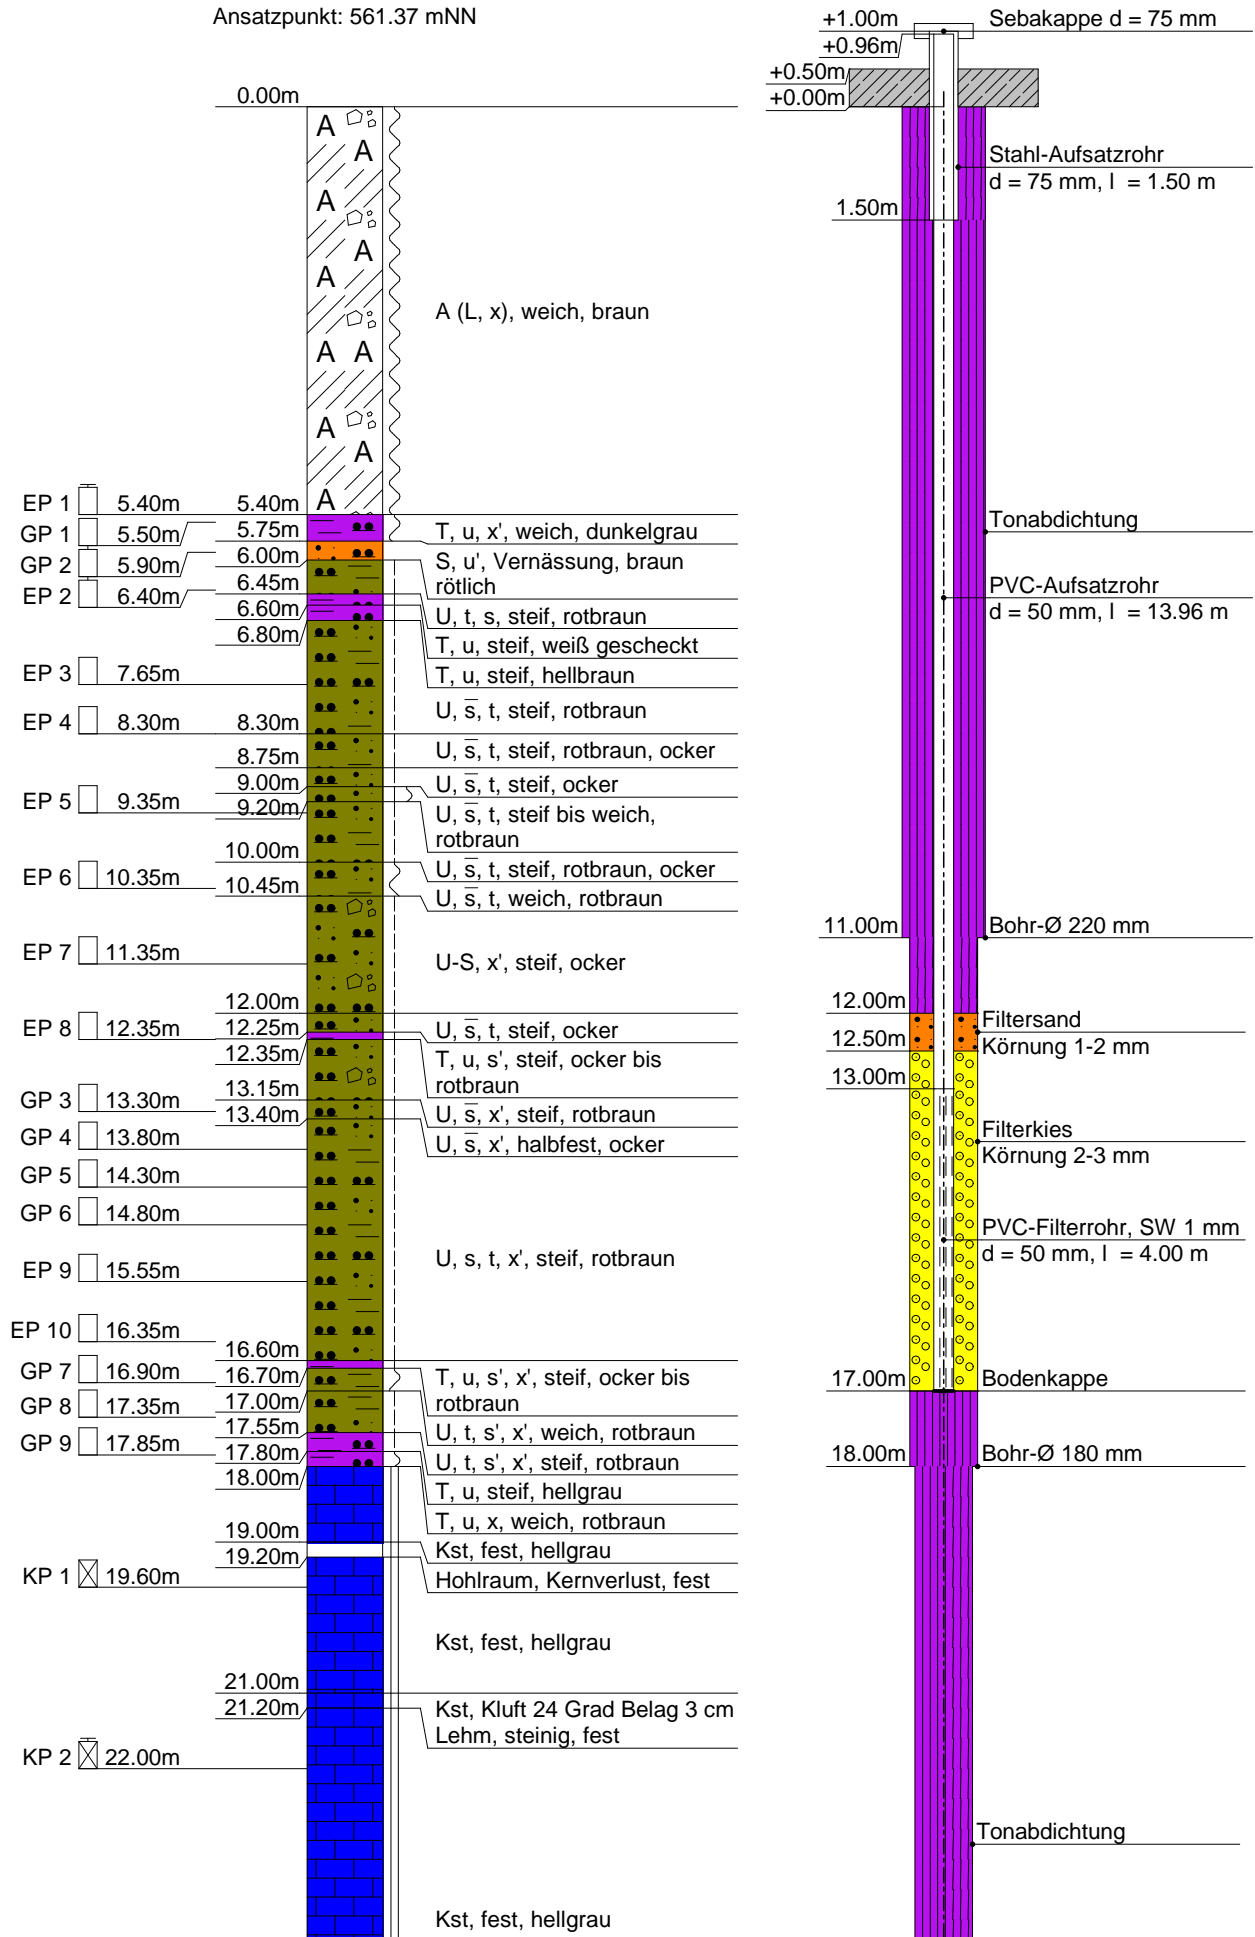 Ansatzpunkt: 561.37 mNN
0.00m
A A A A A A A A A
A (L, x), weich, braun
EP 1 5.40m 5.40m
GP 1 5.50m 5.75m
T, u, x', weich, dunkelgrau
GP 2 5.90m 6.00m
S, u', Vernässung, braun
rötlich
EP 2 6.40m 6.45m
6.60m
U, t, s, steif, rotbraun
6.80m
T, u, steif, weiß gescheckt
T, u, steif, hellbraun
EP 3 7.65m
U, s̅, t, steif, rotbraun
EP 4 8.30m 8.30m
U, s̅, t, steif, rotbraun, ocker
8.75m
U, s̅, t, steif, ocker
9.00m
EP 5 9.35m 9.20m
U, s̅, t, steif bis weich,
rotbraun
10.00m
U, s̅, t, steif, rotbraun, ocker
EP 6 10.35m 10.45m
U, s̅, t, weich, rotbraun
EP 7 11.35m
U-S, x', steif, ocker
12.00m
EP 8 12.35m 12.25m
U, s̅, t, steif, ocker
12.35m
T, u, s', steif, ocker bis
rotbraun
GP 3 13.30m 13.15m
U, s̅, x', steif, rotbraun
13.40m
GP 4 13.80m
U, s̅, x', halbfest, ocker
GP 5 14.30m
GP 6 14.80m
U, s, t, x', steif, rotbraun
EP 9 15.55m
EP 10 16.35m
16.60m
GP 7 16.90m 16.70m
T, u, s', x', steif, ocker bis
rotbraun
GP 8 17.35m 17.00m
U, t, s', x', weich, rotbraun
17.55m
GP 9 17.85m 17.80m
U, t, s', x', steif, rotbraun
18.00m
T, u, steif, hellgrau
T, u, x, weich, rotbraun
19.00m
Kst, fest, hellgrau
19.20m
Hohlraum, Kernverlust, fest
KP 1 19.60m
Kst, fest, hellgrau
21.00m
21.20m
Kst, Kluft 24 Grad Belag 3 cm
Lehm, steinig, fest
KP 2 22.00m
Kst, fest, hellgrau
+1.00m Sebakappe d = 75 mm
+0.96m
+0.50m
+0.00m
Stahl-Aufsatzrohr
d = 75 mm, l = 1.50 m
1.50m
Tonabdichtung
PVC-Aufsatzrohr
d = 50 mm, l = 13.96 m
11.00m Bohr-Ø 220 mm
12.00m
Filtersand
12.50m Körnung 1-2 mm
13.00m
Filterkies
Körnung 2-3 mm
PVC-Filterrohr, SW 1 mm
d = 50 mm, l = 4.00 m
17.00m Bodenkappe
18.00m Bohr-Ø 180 mm
Tonabdichtung